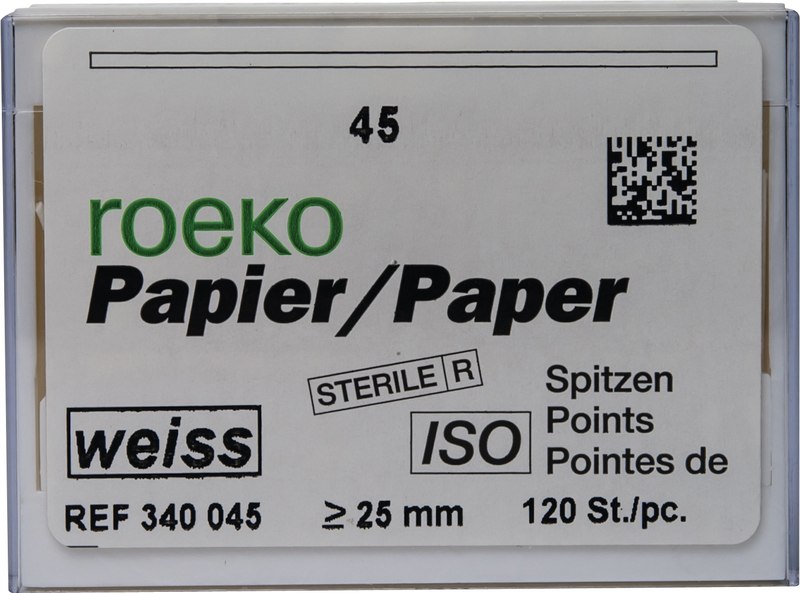 45
roeko
Papier/Paper
STERILE R
Spitzen
Points
Pointes de
weiss
ISO
REF 340 045 ≥ 25 mm 120 St./pc.